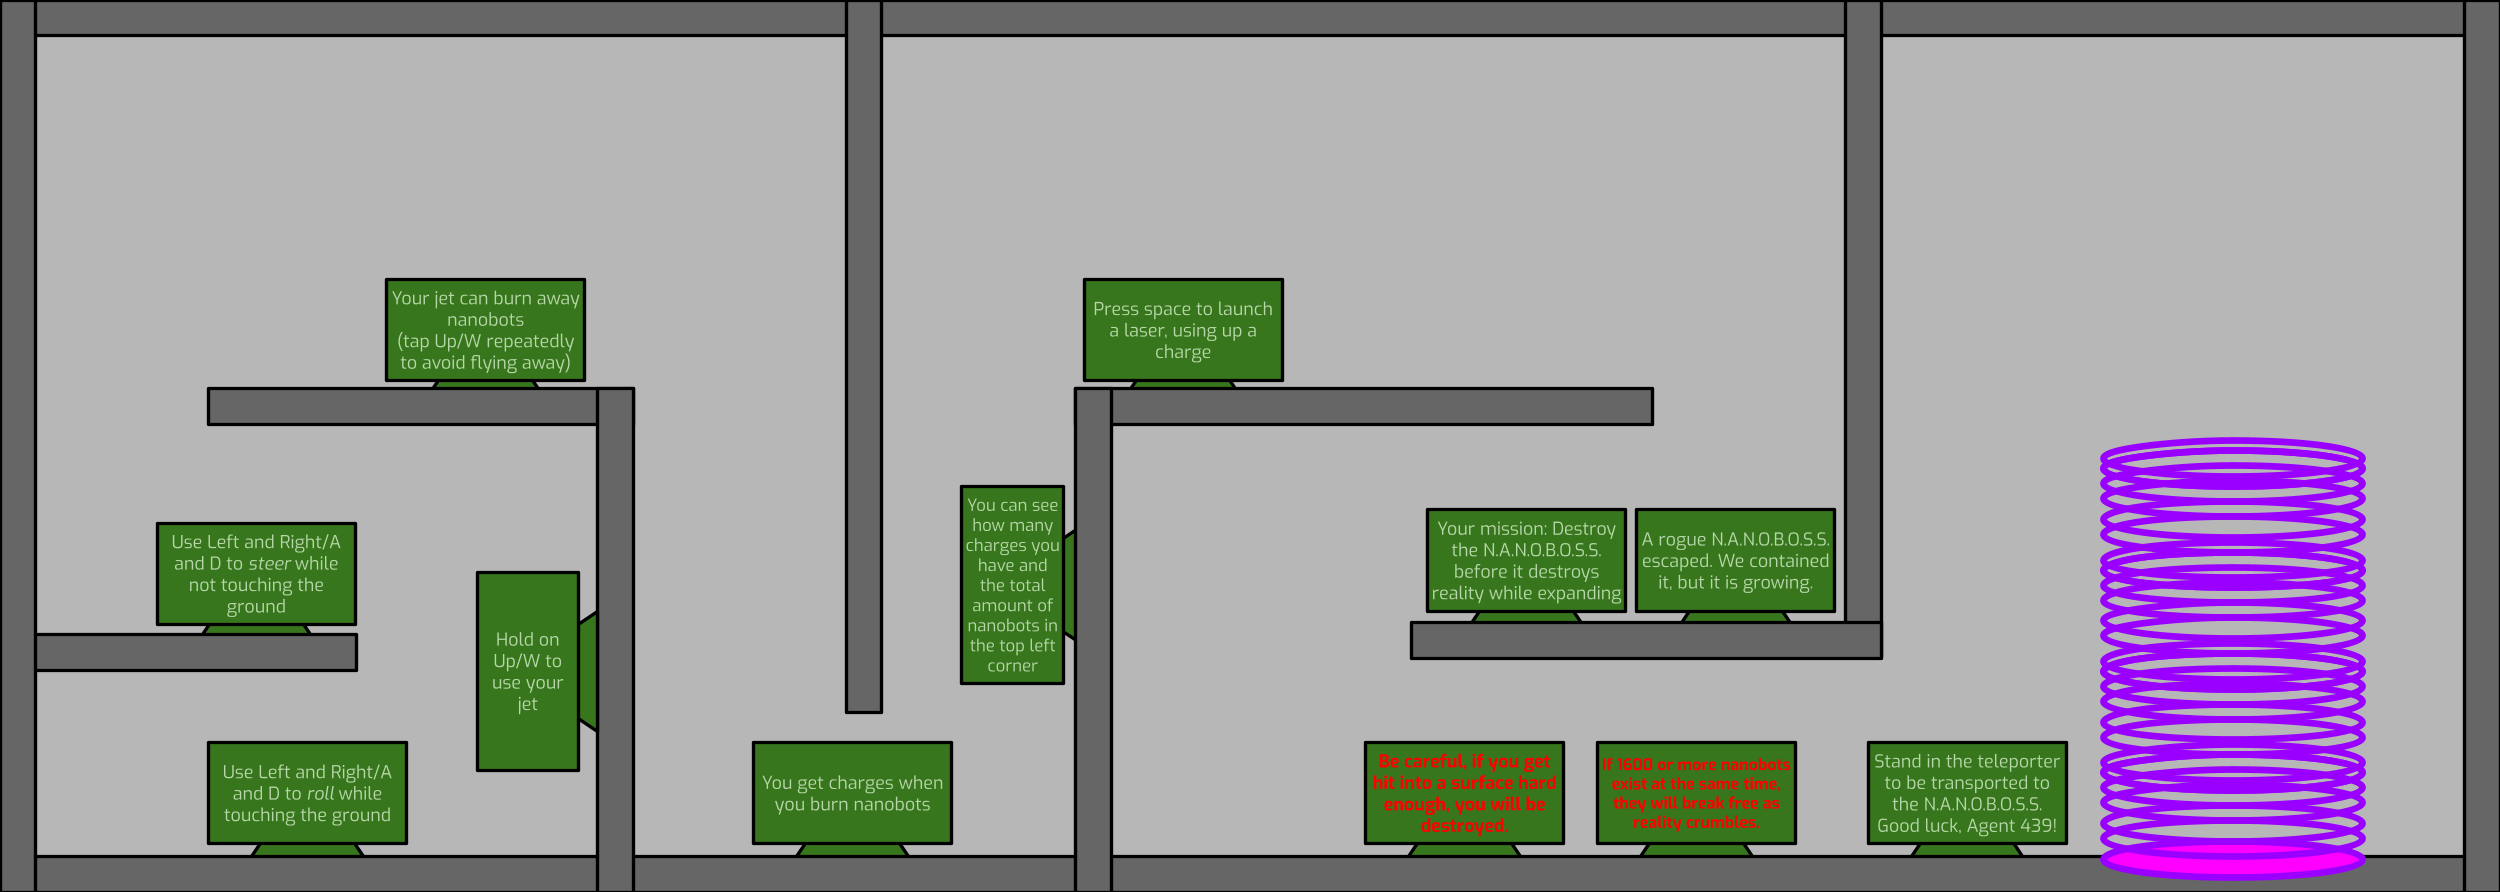 Use Left and Right/A
and D to roll while
touching the ground
Hold on
Up/W to
use your
jet
Use Left and Right/A
and D to steer while
not touching the
ground
Your jet can burn away
nanobots
(tap Up/W repeatedly
to avoid flying away)
You get charges when
you burn nanobots
You can see
how many
charges you
have and
the total
amount of
nanobots in
the top left
corner
Press space to launch
a laser, using up a
charge
Your mission: Destroy
the N.A.N.O.B.O.S.S.
before it destroys
reality while expanding
A rogue N.A.N.O.B.O.S.S.
escaped. We contained
it, but it is growing.
Be careful, if you get
hit into a surface hard
enough, you will be
destroyed.
If 1600 or more nanobots
exist at the same time,
they will break free as
reality crumbles.
Stand in the teleporter
to be transported to
the N.A.N.O.B.O.S.S.
Good luck, Agent 439!